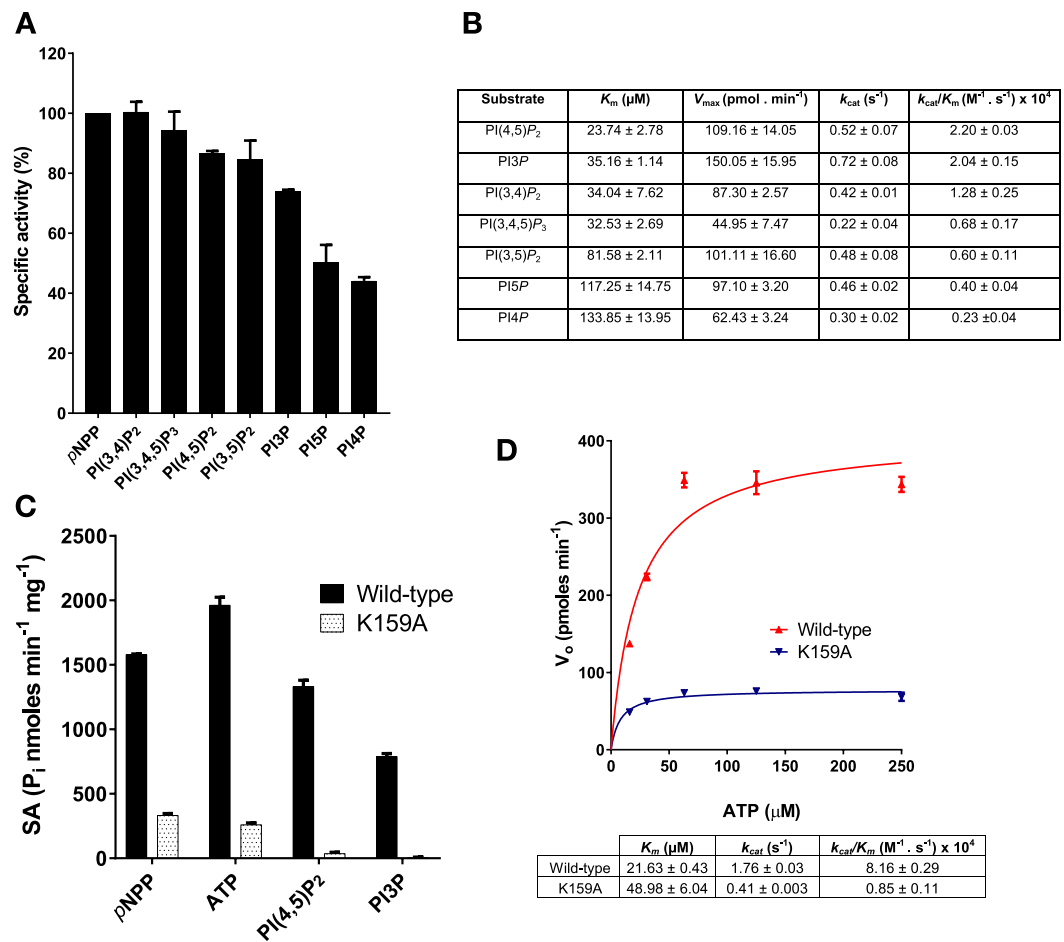 A
Specific activity (%)
120
100
80
60
40
20
0
pNPP
PI(3,4)P2
PI(3,4,5)P3
PI(4,5)P2
PI(3,5)P2
PI3P
PI5P
PI4P
B
Substrate Km (µM) Vmax (pmol . min-1) kcat (s-1) kcat/Km (M-1 . s-1) x 104
PI(4,5)P2 23.74 ± 2.78 109.16 ± 14.05 0.52 ± 0.07 2.20 ± 0.03
PI3P 35.16 ± 1.14 150.05 ± 15.95 0.72 ± 0.08 2.04 ± 0.15
PI(3,4)P2 34.04 ± 7.62 87.30 ± 2.57 0.42 ± 0.01 1.28 ± 0.25
PI(3,4,5)P3 32.53 ± 2.69 44.95 ± 7.47 0.22 ± 0.04 0.68 ± 0.17
PI(3,5)P2 81.58 ± 2.11 101.11 ± 16.60 0.48 ± 0.08 0.60 ± 0.11
PI5P 117.25 ± 14.75 97.10 ± 3.20 0.46 ± 0.02 0.40 ± 0.04
PI4P 133.85 ± 13.95 62.43 ± 3.24 0.30 ± 0.02 0.23 ±0.04
C
SA (Pi nmoles min-1 mg-1)
2500
2000
1500
1000
500
0
Wild-type
K159A
pNPP
ATP
PI(4,5)P2
PI3P
D
Vo (pmoles min-1)
400
300
200
100
0
Wild-type
K159A
0 50 100 150 200 250
ATP (µM)
Km (µM) kcat (s-1) kcat/Km (M-1 . s-1) x 104
Wild-type 21.63 ± 0.43 1.76 ± 0.03 8.16 ± 0.29
K159A 48.98 ± 6.04 0.41 ± 0.003 0.85 ± 0.11